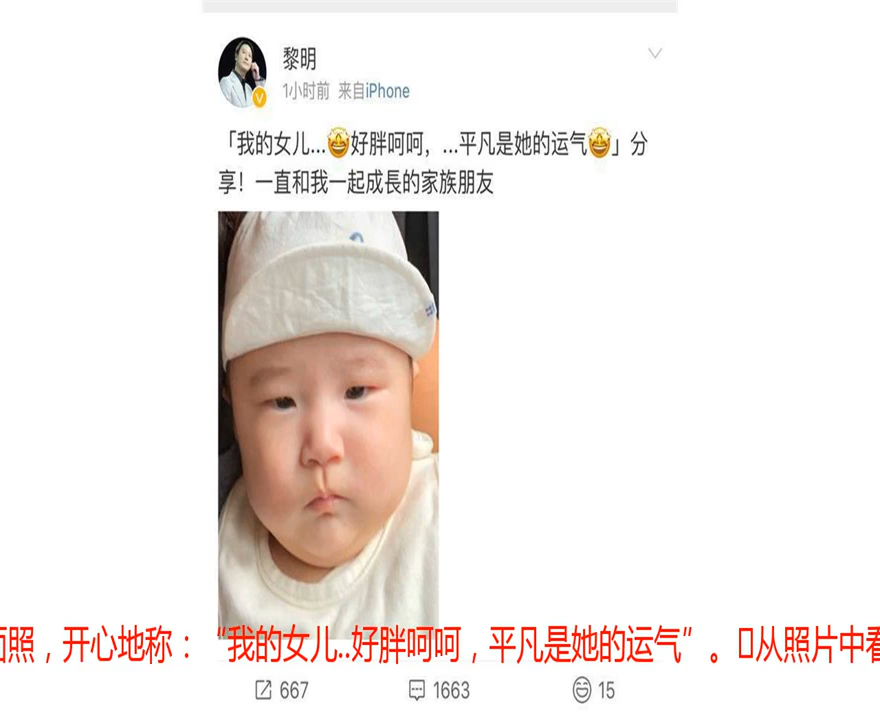 黎明
1小时前 来自iPhone
「我的女儿...🤩好胖呵呵，...平凡是她的运气🤩」分
享！一直和我一起成長的家族朋友
面照，开心地称：“我的女儿..好胖呵呵，平凡是她的运气”。从照片中看
667 1663 15